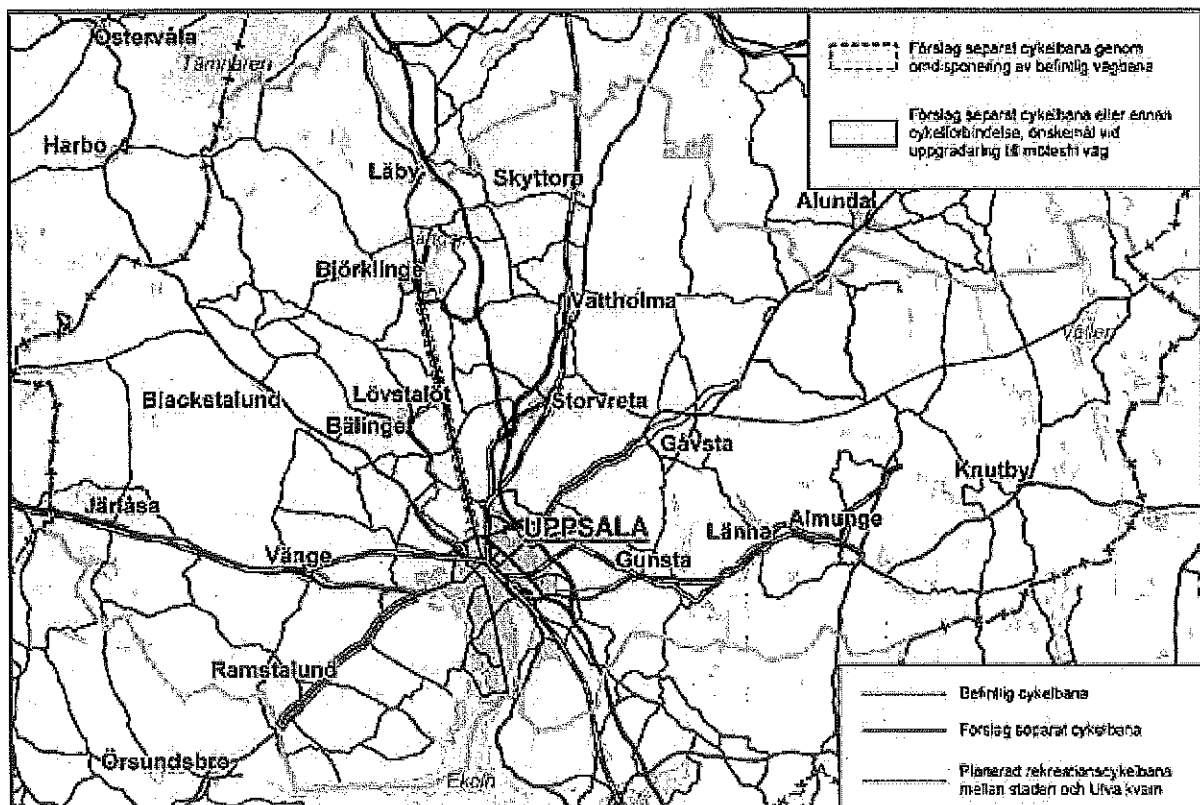 Östervåla
Tämnaren
Harbo
Läby
Skyttorp
Alundal
Björklinge
Vattholma
Blackstalund
Lövstalöt
Bälinge
Storvreta
Gåvsta
Knutby
Järlåsa
UPPSALA
Vänge
Gunsta
Länna
Almunge
Ramstalund
Örsundsbro
Ekoln
Förslag separat cykelbana genom
omdisponering av befintlig vägbana
Förslag separat cykelbana eller annan
cykelförbindelse, önskemål vid
uppgradering till mötesfri väg
Befintlig cykelbana
Förslag separat cykelbana
Planerad rekreationscykelbana
mellan staden och Ulva kvarn